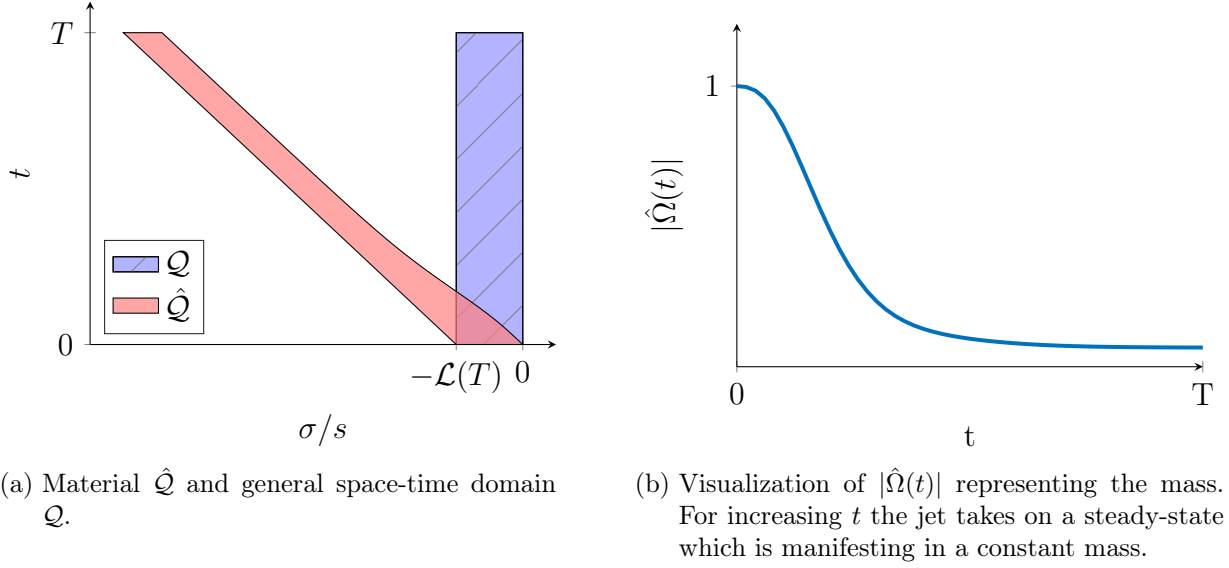 T
t
0
𝒬
𝒬̂
−ℒ(T) 0
σ/s
(a) Material 𝒬̂ and general space-time domain
𝒬.
1
|Ω̂(t)|
0
T
t
(b) Visualization of |Ω̂(t)| representing the mass.
For increasing t the jet takes on a steady-state
which is manifesting in a constant mass.